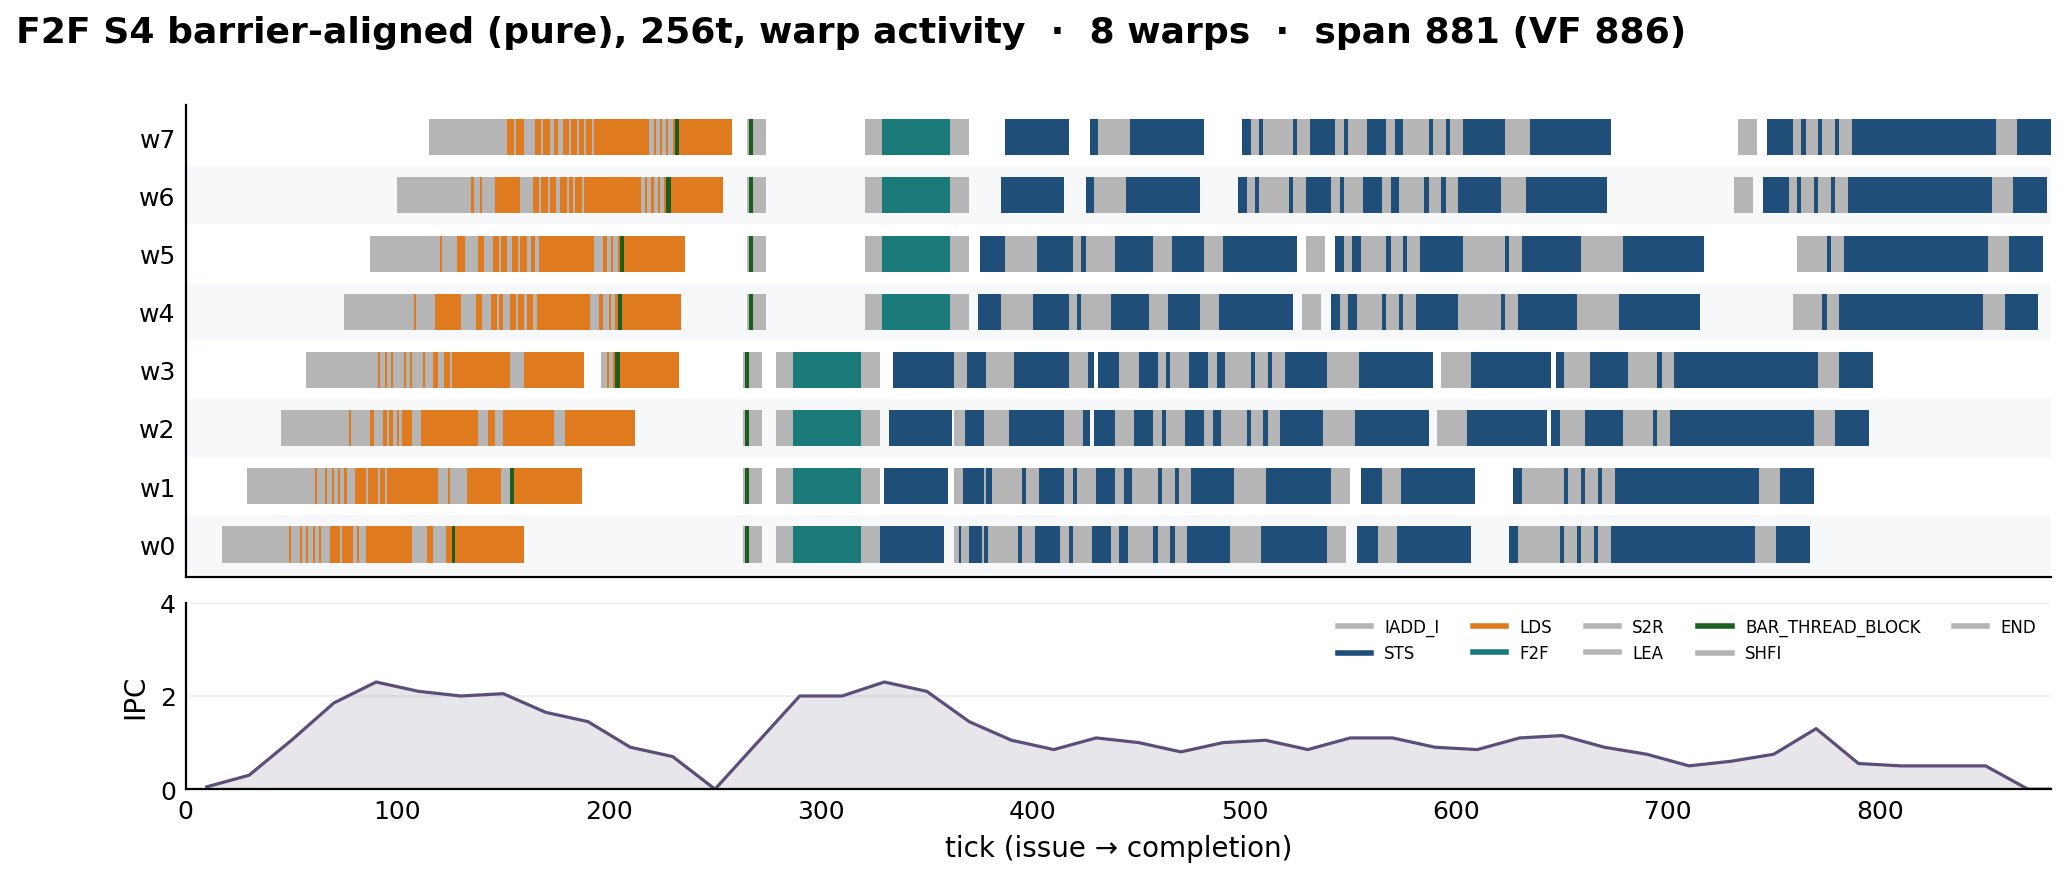 F2F S4 barrier-aligned (pure), 256t, warp activity · 8 warps · span 881 (VF 886)
w7
w6
w5
w4
w3
w2
w1
w0
4
2
0
IPC
IADD_I LDS S2R BAR_THREAD_BLOCK END
STS F2F LEA SHFI
0 100 200 300 400 500 600 700 800
tick (issue → completion)